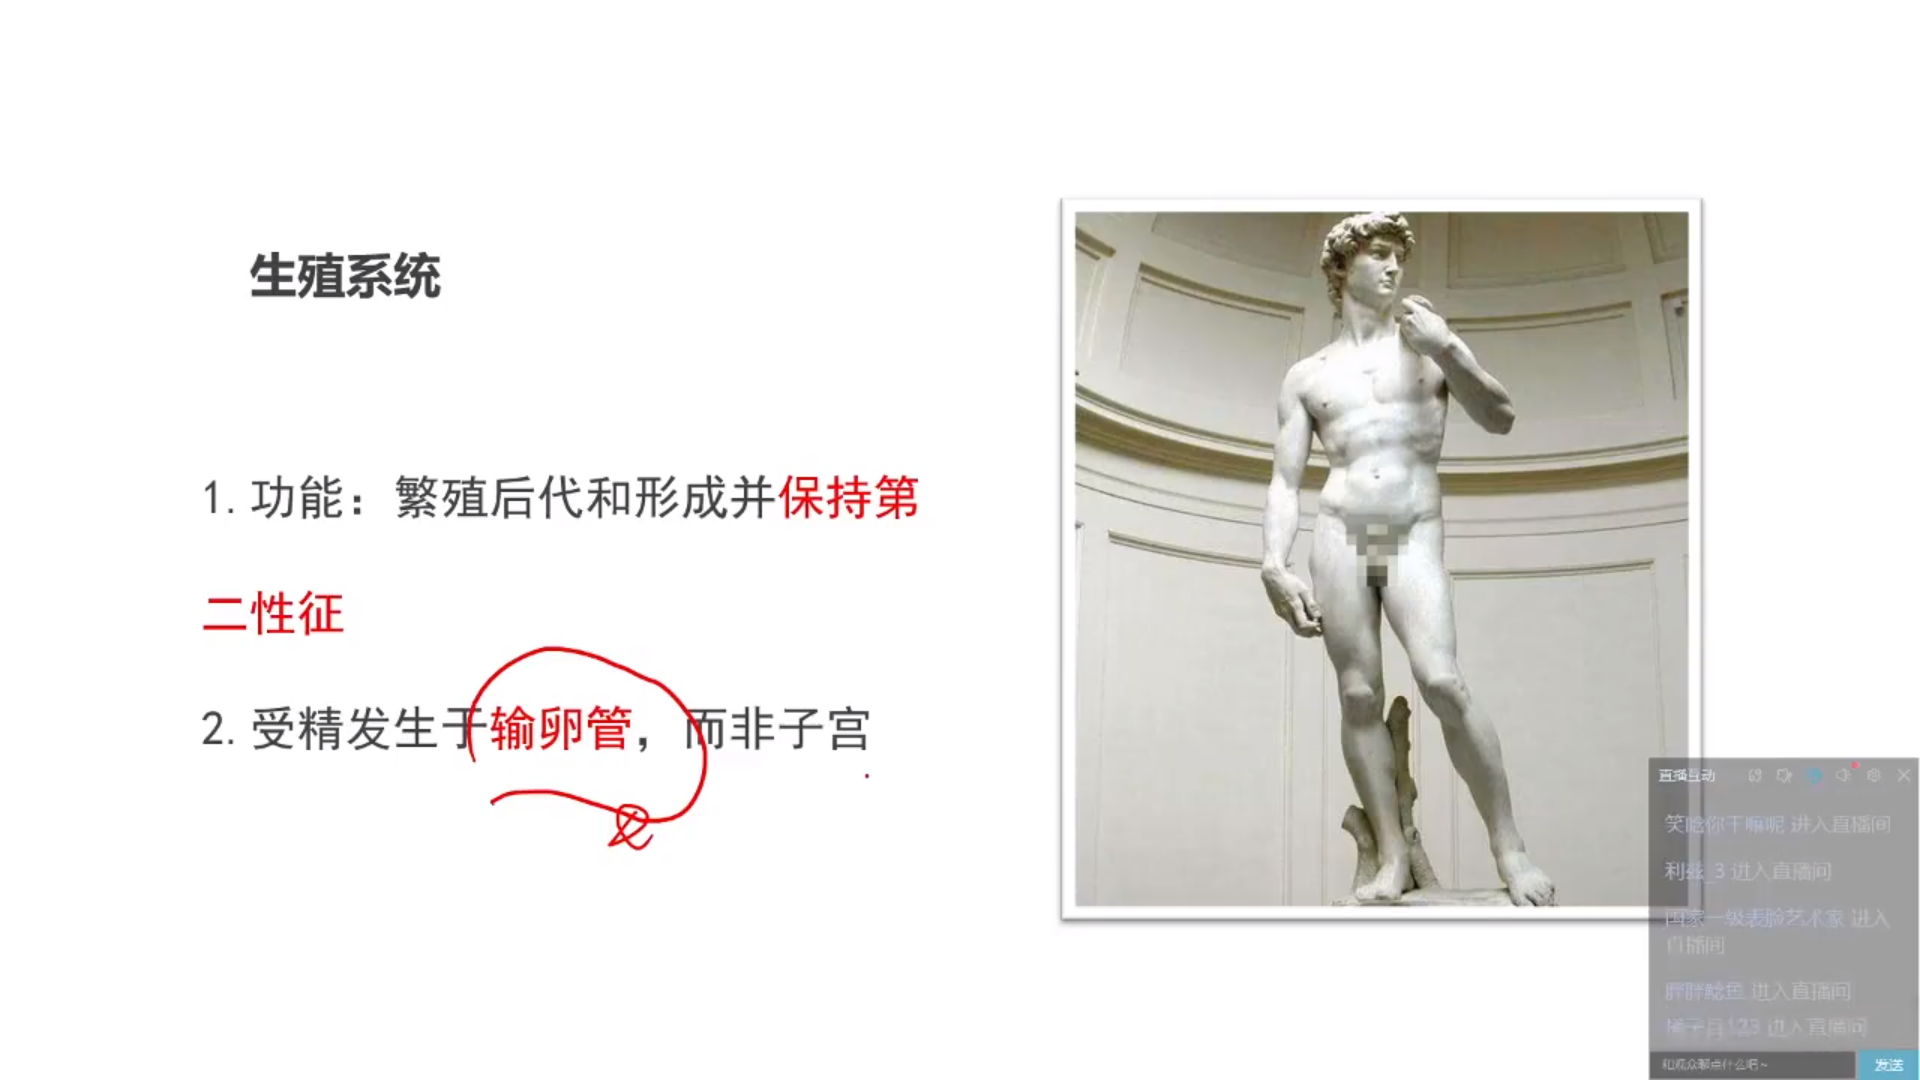 生殖系统
1. 功能：繁殖后代和形成并保持第
二性征
2. 受精发生于输卵管，而非子宫
直播互动
笑啥你干嘛呢 进入直播间
利兹_3 进入直播间
国家一级表脸艺术家 进入
直播间
胖胖鲶鱼 进入直播间
123 进入直播间
和观众聊点什么吧~
发送